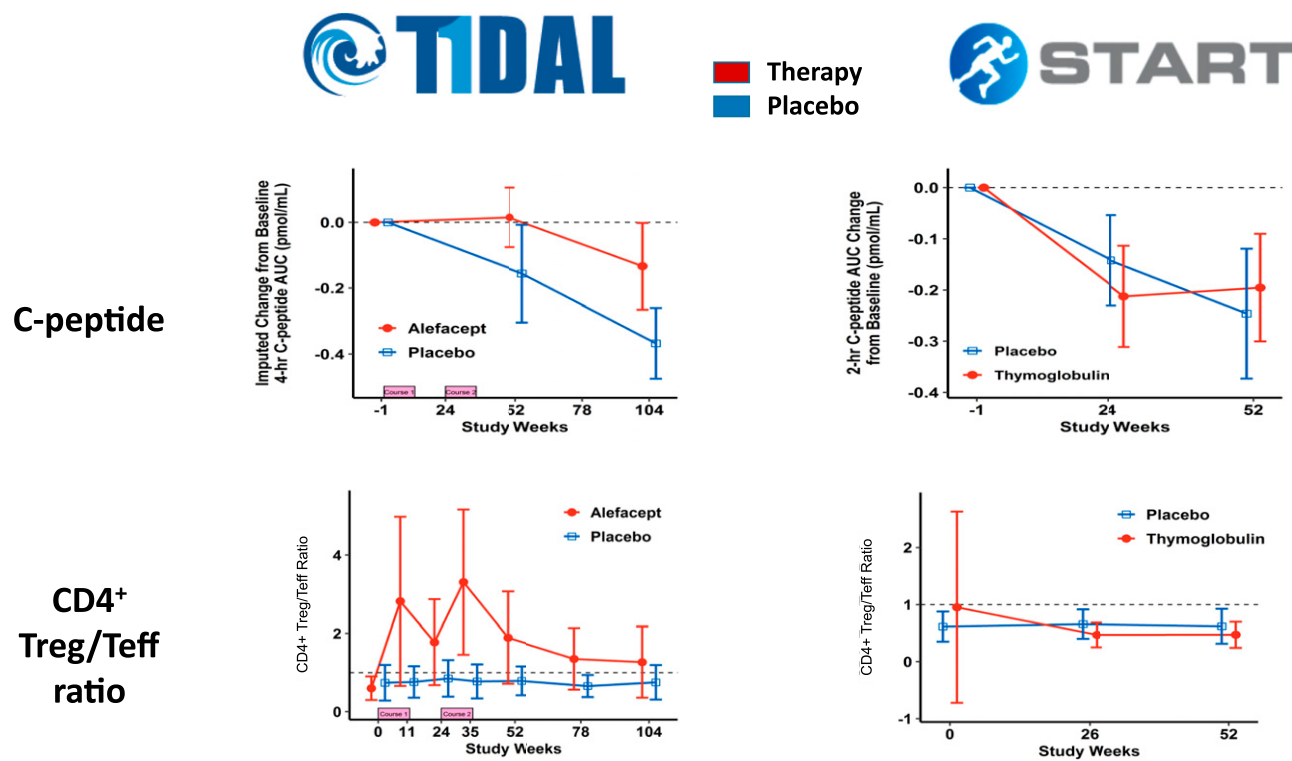 T1DAL
START
Therapy
Placebo
C-peptide
Imputed Change from Baseline
4-hr C-peptide AUC (pmol/mL)
0.0
-0.2
-0.4
Alefacept
Placebo
Course 1
Course 2
-1
24
52
78
104
Study Weeks
2-hr C-peptide AUC Change
from Baseline (pmol/mL)
0.0
-0.1
-0.2
-0.3
-0.4
Placebo
Thymoglobulin
-1
24
52
Study Weeks
CD4+
Treg/Teff
ratio
CD4+ Treg/Teff Ratio
4
2
0
Alefacept
Placebo
Course 1
Course 2
0
11
24
35
52
78
104
Study Weeks
CD4+ Treg/Teff Ratio
2
1
0
-1
Placebo
Thymoglobulin
0
26
52
Study Weeks